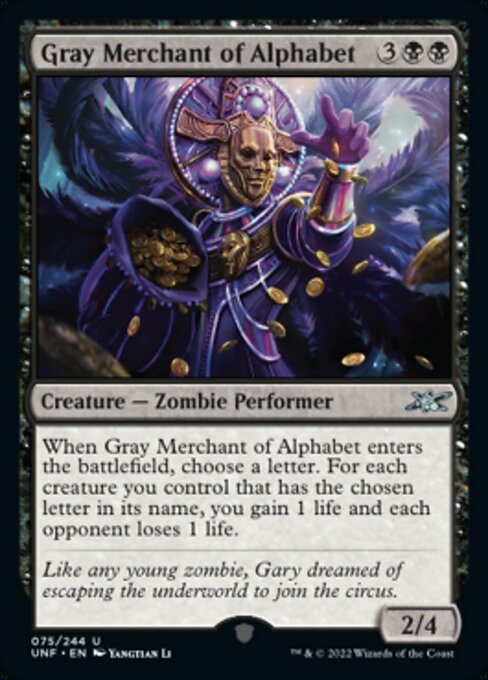 Gray Merchant of Alphabet 3
Creature — Zombie Performer
When Gray Merchant of Alphabet enters
the battlefield, choose a letter. For each
creature you control that has the chosen
letter in its name, you gain 1 life and each
opponent loses 1 life.
Like any young zombie, Gary dreamed of
escaping the underworld to join the circus.
2/4
075/244 U
UNF • EN Yangtian Li
™ & © 2022 Wizards of the Coast